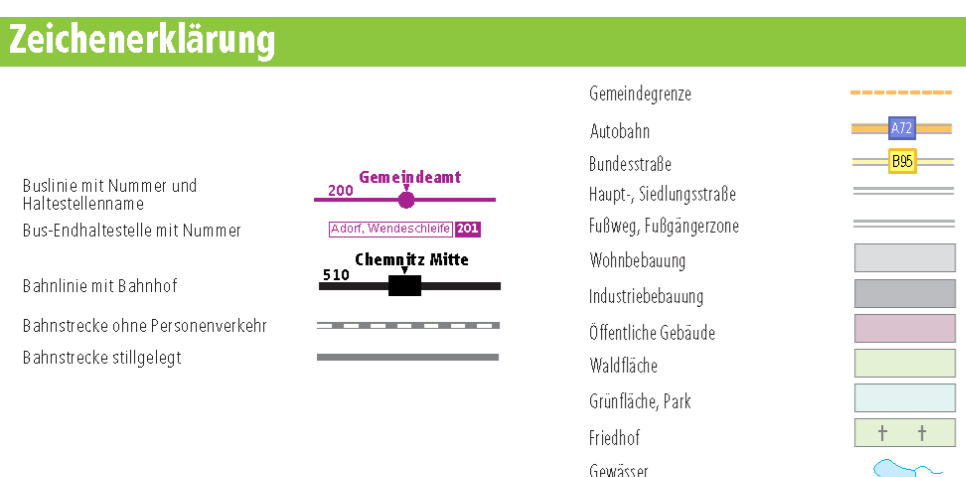 Zeichenerklärung
Buslinie mit Nummer und
Haltestellenname
200
Gemeindeamt
Bus-Endhaltestelle mit Nummer
Adorf, Wendeschleife 201
Bahnlinie mit Bahnhof
510
Chemnitz Mitte
Bahnstrecke ohne Personenverkehr
Bahnstrecke stillgelegt
Gemeindegrenze
Autobahn
A72
Bundesstraße
B95
Haupt-, Siedlungsstraße
Fußweg, Fußgängerzone
Wohnbebauung
Industriebebauung
Öffentliche Gebäude
Waldfläche
Grünfläche, Park
Friedhof
Gewässer